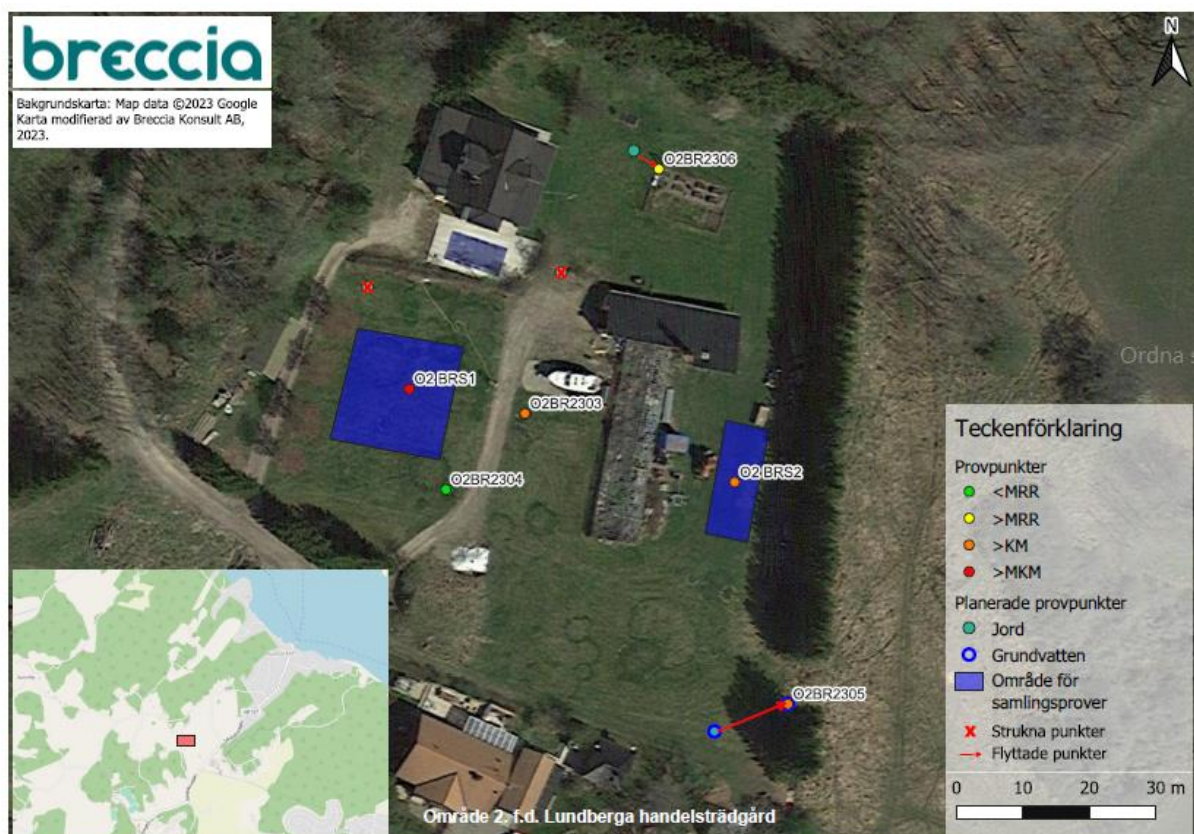 breccia
Bakgrundskarta: Map data ©2023 Google
Karta modifierad av Breccia Konsult AB,
2023.
N
O2BR2306
O2 BRS1
O2BR2303
O2BR2304
O2 BRS2
O2BR2305
Ordna s
Teckenförklaring
Provpunkter
<MRR
>MRR
>KM
>MKM
Planerade provpunkter
Jord
Grundvatten
Område för
samlingsprover
X Strukna punkter
Flyttade punkter
0 10 20 30 m
Område 2. f.d. Lundberga handelsträdgård